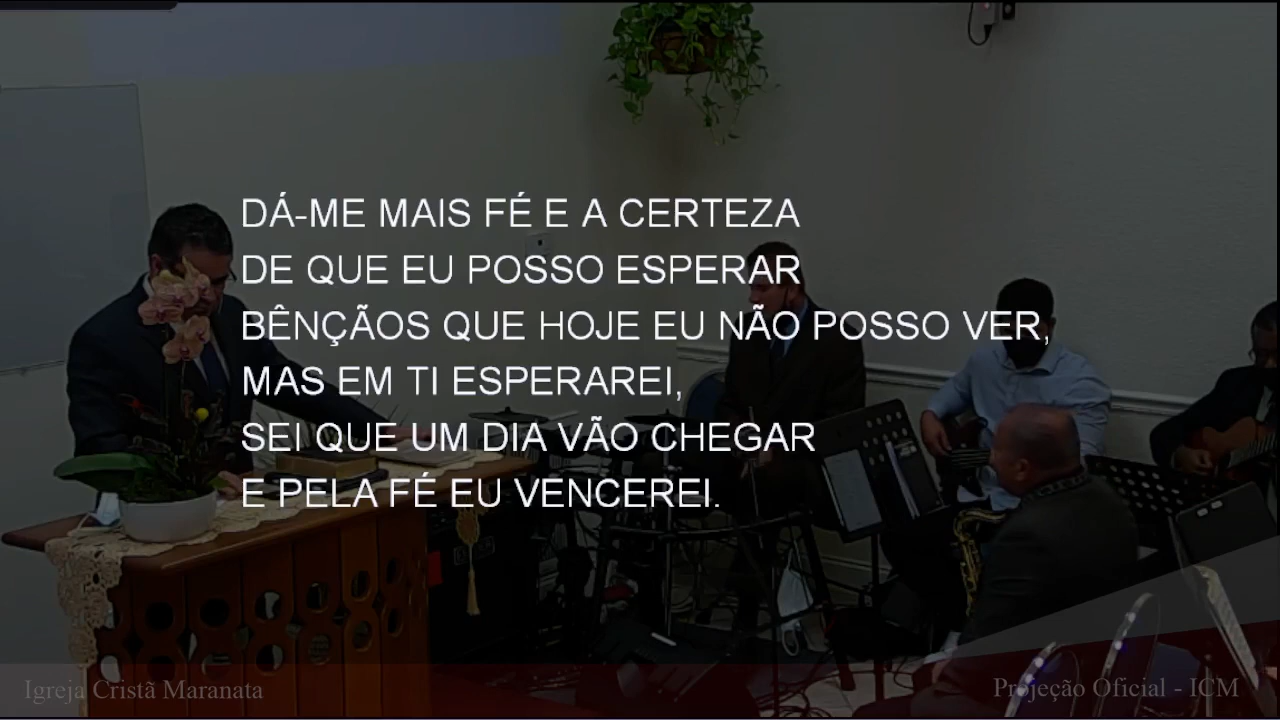 DÁ-ME MAIS FÉ E A CERTEZA
DE QUE EU POSSO ESPERAR
BÊNÇÃOS QUE HOJE EU NÃO POSSO VER,
MAS EM TI ESPERAREI,
SEI QUE UM DIA VÃO CHEGAR
E PELA FÉ EU VENCEREI.
Igreja Cristã Maranata
Projeção Oficial - ICM